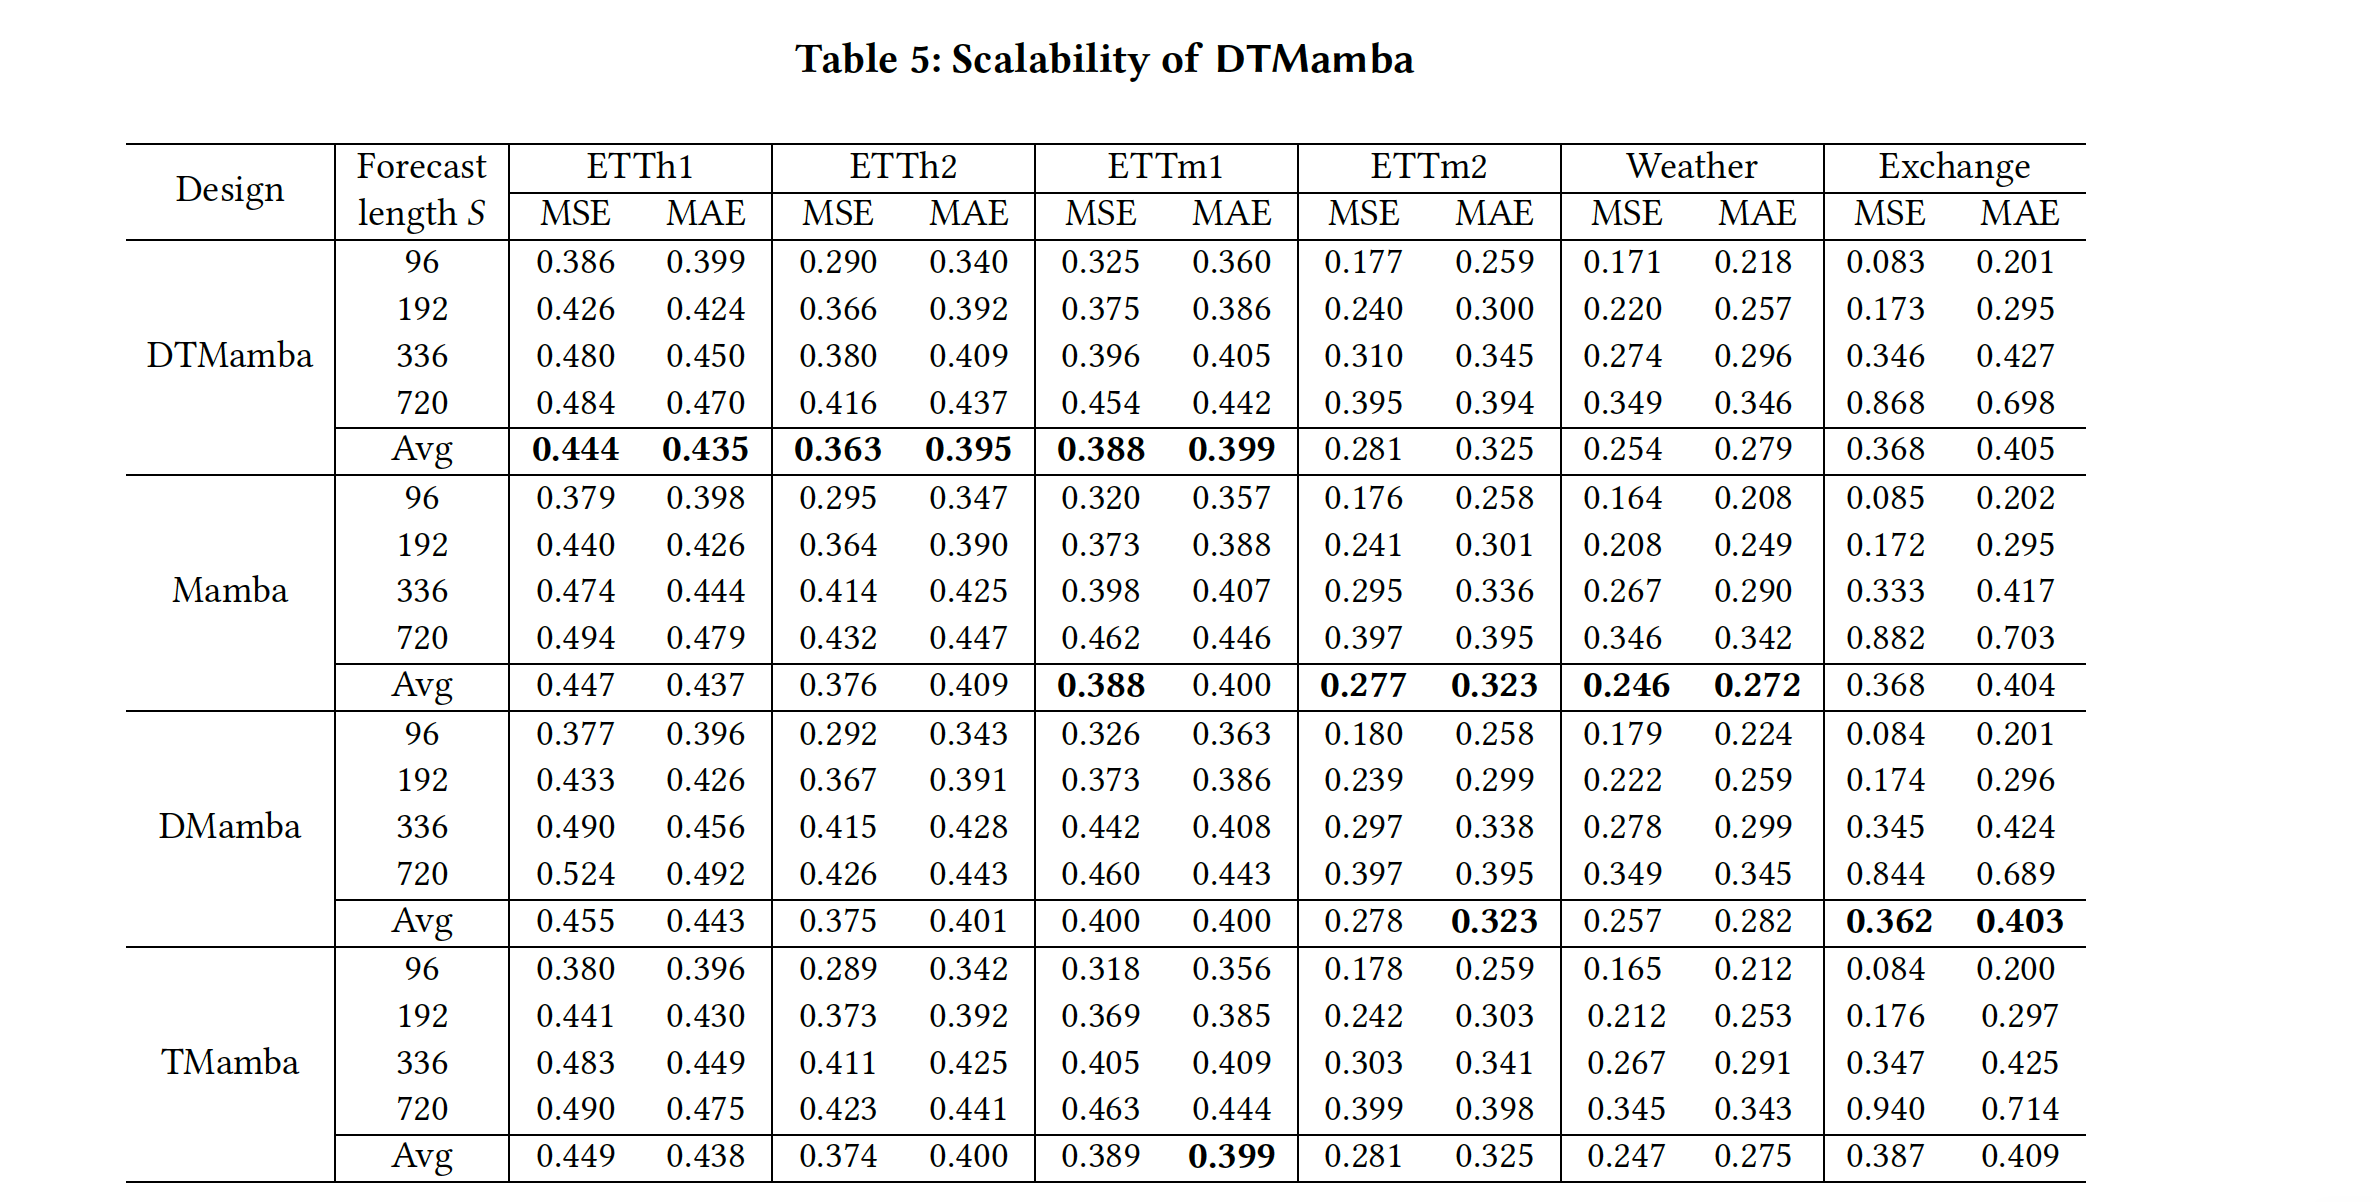 Table 5: Scalability of DTMamba
Design Forecast length S ETTh1 ETTh2 ETTm1 ETTm2 Weather Exchange
MSE MAE MSE MAE MSE MAE MSE MAE MSE MAE MSE MAE
DTMamba
96 0.386 0.399 0.290 0.340 0.325 0.360 0.177 0.259 0.171 0.218 0.083 0.201
192 0.426 0.424 0.366 0.392 0.375 0.386 0.240 0.300 0.220 0.257 0.173 0.295
336 0.480 0.450 0.380 0.409 0.396 0.405 0.310 0.345 0.274 0.296 0.346 0.427
720 0.484 0.470 0.416 0.437 0.454 0.442 0.395 0.394 0.349 0.346 0.868 0.698
Avg 0.444 0.435 0.363 0.395 0.388 0.399 0.281 0.325 0.254 0.279 0.368 0.405
Mamba
96 0.379 0.398 0.295 0.347 0.320 0.357 0.176 0.258 0.164 0.208 0.085 0.202
192 0.440 0.426 0.364 0.390 0.373 0.388 0.241 0.301 0.208 0.249 0.172 0.295
336 0.474 0.444 0.414 0.425 0.398 0.407 0.295 0.336 0.267 0.290 0.333 0.417
720 0.494 0.479 0.432 0.447 0.462 0.446 0.397 0.395 0.346 0.342 0.882 0.703
Avg 0.447 0.437 0.376 0.409 0.388 0.400 0.277 0.323 0.246 0.272 0.368 0.404
DMamba
96 0.377 0.396 0.292 0.343 0.326 0.363 0.180 0.258 0.179 0.224 0.084 0.201
192 0.433 0.426 0.367 0.391 0.373 0.386 0.239 0.299 0.222 0.259 0.174 0.296
336 0.490 0.456 0.415 0.428 0.442 0.408 0.297 0.338 0.278 0.299 0.345 0.424
720 0.524 0.492 0.426 0.443 0.460 0.443 0.397 0.395 0.349 0.345 0.844 0.689
Avg 0.455 0.443 0.375 0.401 0.400 0.400 0.278 0.323 0.257 0.282 0.362 0.403
TMamba
96 0.380 0.396 0.289 0.342 0.318 0.356 0.178 0.259 0.165 0.212 0.084 0.200
192 0.441 0.430 0.373 0.392 0.369 0.385 0.242 0.303 0.212 0.253 0.176 0.297
336 0.483 0.449 0.411 0.425 0.405 0.409 0.303 0.341 0.267 0.291 0.347 0.425
720 0.490 0.475 0.423 0.441 0.463 0.444 0.399 0.398 0.345 0.343 0.940 0.714
Avg 0.449 0.438 0.374 0.400 0.389 0.399 0.281 0.325 0.247 0.275 0.387 0.409